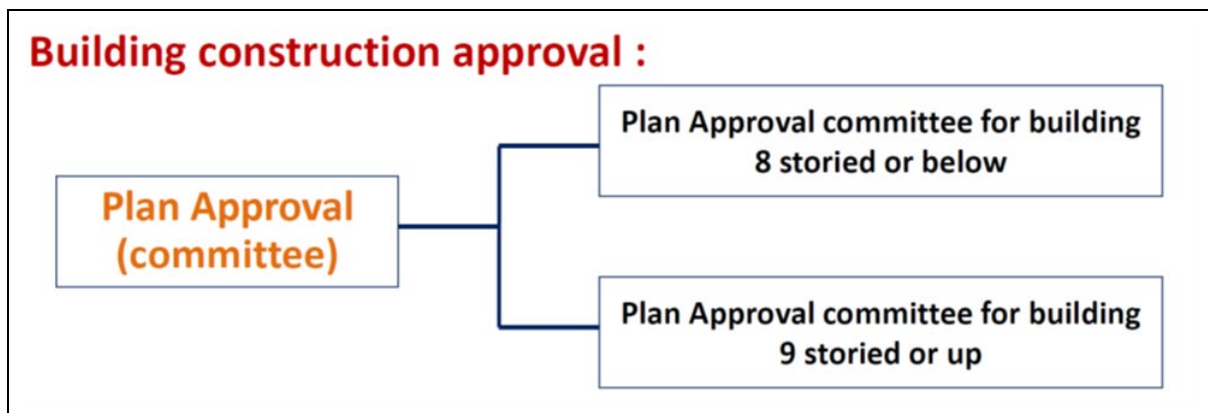 Building construction approval :
Plan Approval
(committee)
Plan Approval committee for building
8 storied or below
Plan Approval committee for building
9 storied or up